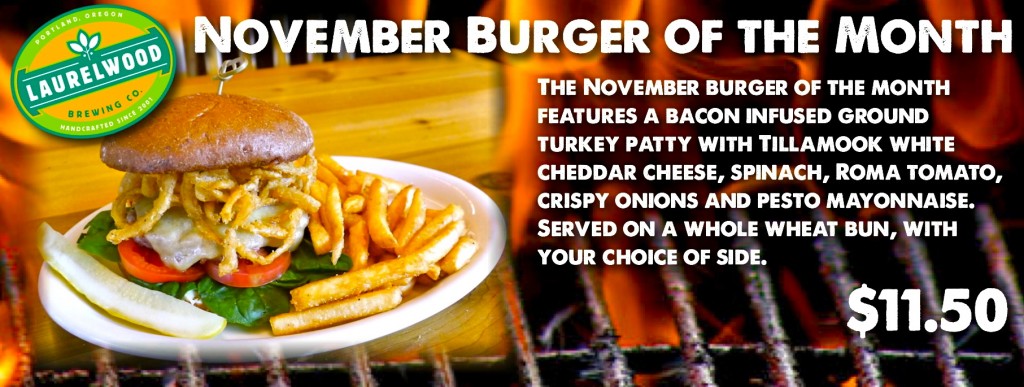 PORTLAND, OREGON
LAURELWOOD
BREWING CO.
HANDCRAFTED SINCE 2001
NOVEMBER BURGER OF THE MONTH
THE NOVEMBER BURGER OF THE MONTH
FEATURES A BACON INFUSED GROUND
TURKEY PATTY WITH TILLAMOOK WHITE
CHEDDAR CHEESE, SPINACH, ROMA TOMATO,
CRISPY ONIONS AND PESTO MAYONNAISE.
SERVED ON A WHOLE WHEAT BUN, WITH
YOUR CHOICE OF SIDE.
$11.50